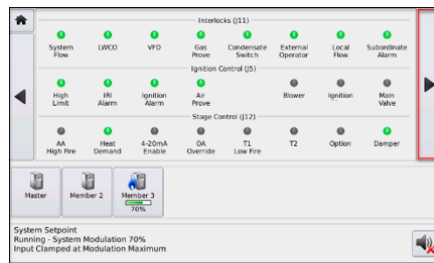 Interlocks (J11)
System Flow
LWCO
VFD
Gas Prove
Condensate Switch
External Operator
Local Flow
Subordinate Alarm
Ignition Control (J5)
High Limit
IRI Alarm
Ignition Alarm
Air Prove
Blower
Ignition
Main Valve
Stage Control (J12)
AA High Fire
Heat Demand
4-20mA Enable
OA Override
T1 Low Fire
T2
Option
Damper
Master
Member 2
Member 3
70%
System Setpoint
Running - System Modulation 70%
Input Clamped at Modulation Maximum